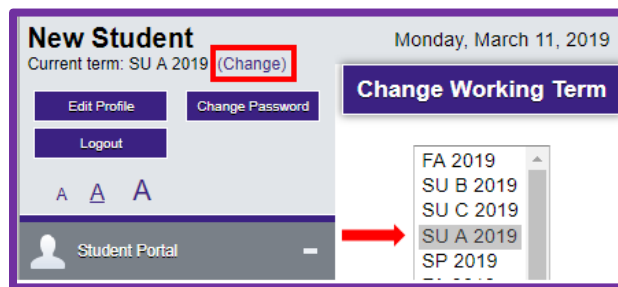 New Student
Current term: SU A 2019 (Change)
Edit Profile
Change Password
Logout
A A A
Student Portal
Monday, March 11, 2019
Change Working Term
FA 2019
SU B 2019
SU C 2019
SU A 2019
SP 2019